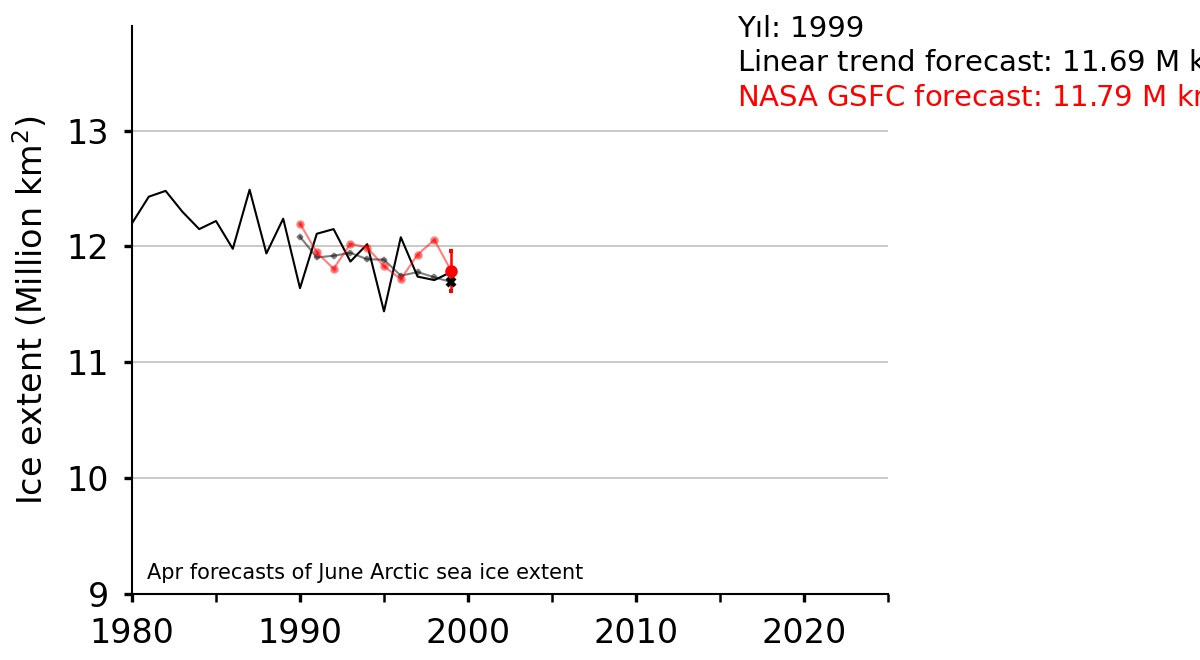 Yıl: 1999
Linear trend forecast: 11.69 M k
NASA GSFC forecast: 11.79 M km
Ice extent (Million km²)
13
12
11
10
9
Apr forecasts of June Arctic sea ice extent
1980 1990 2000 2010 2020